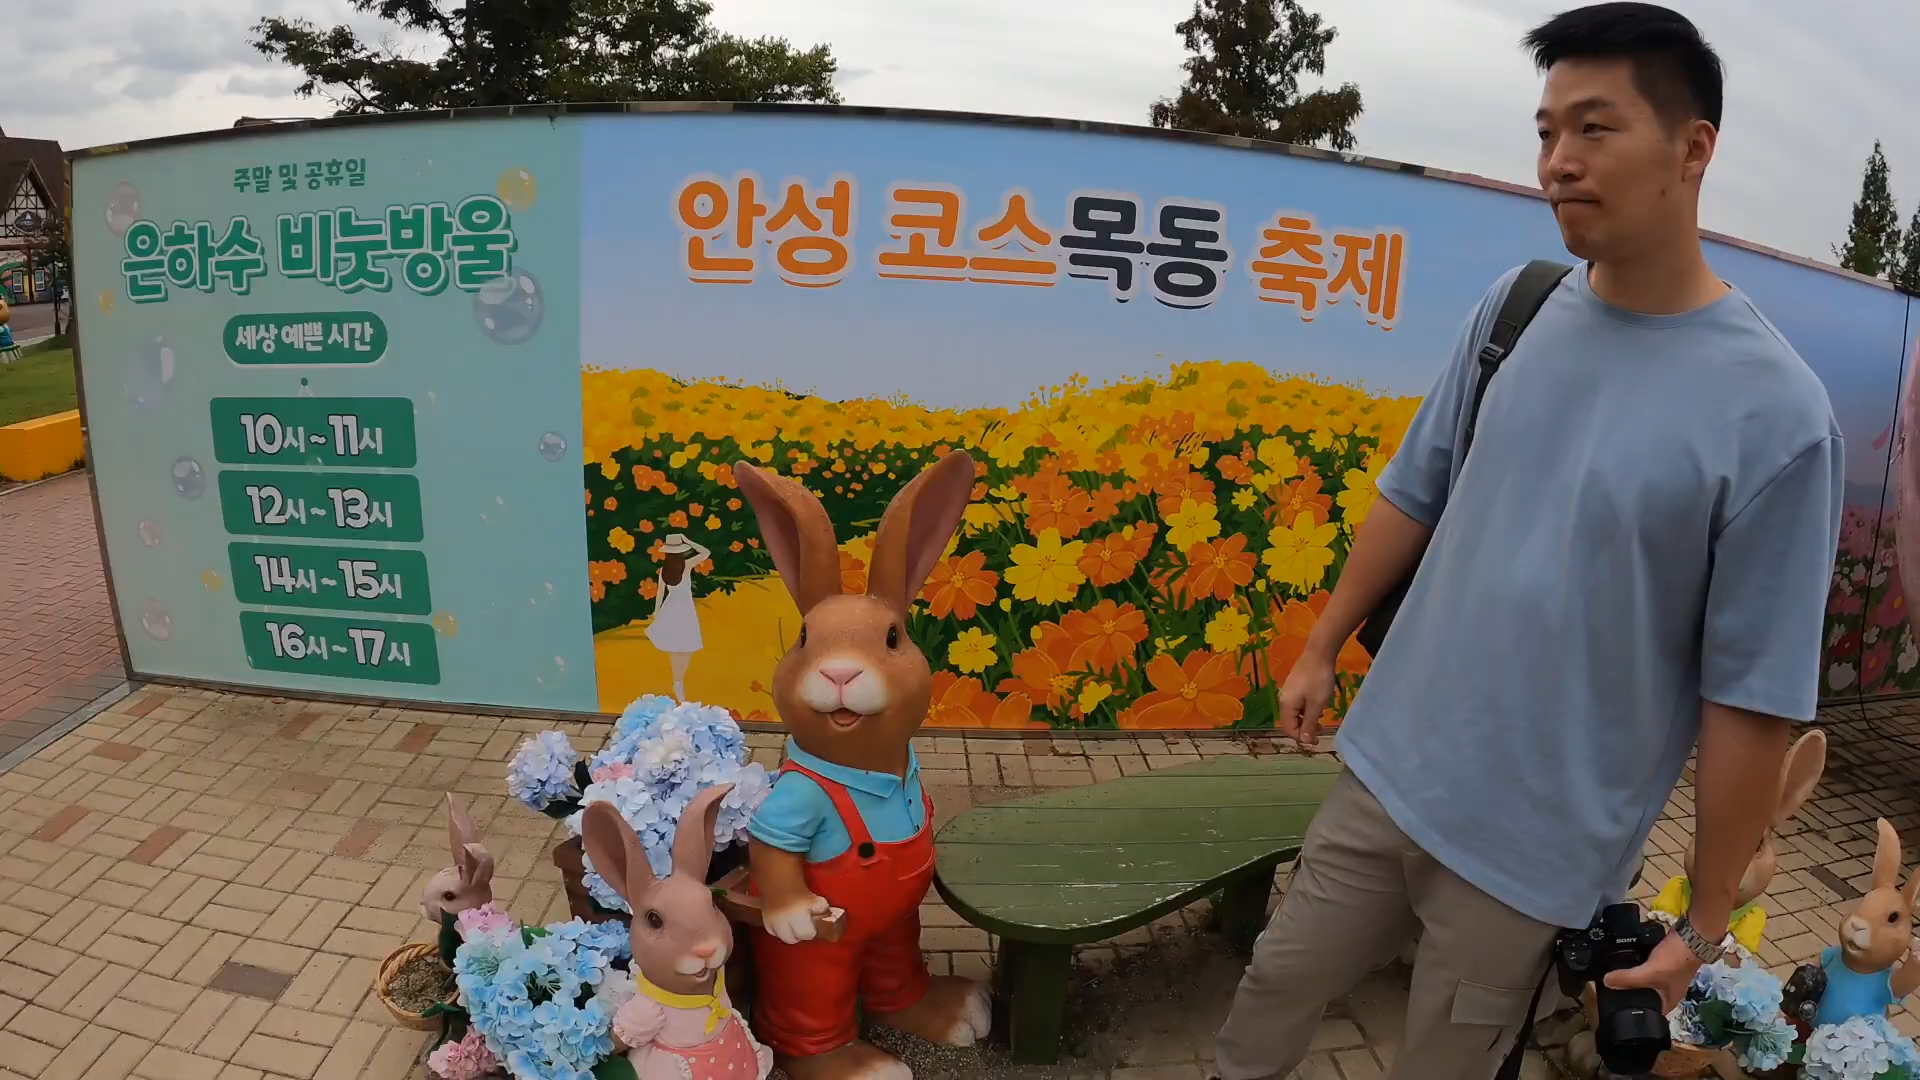 주말 및 공휴일
은하수 비눗방울
세상 예쁜 시간
10시~11시
12시~13시
14시~15시
16시~17시
안성 코스목동 축제
SONY